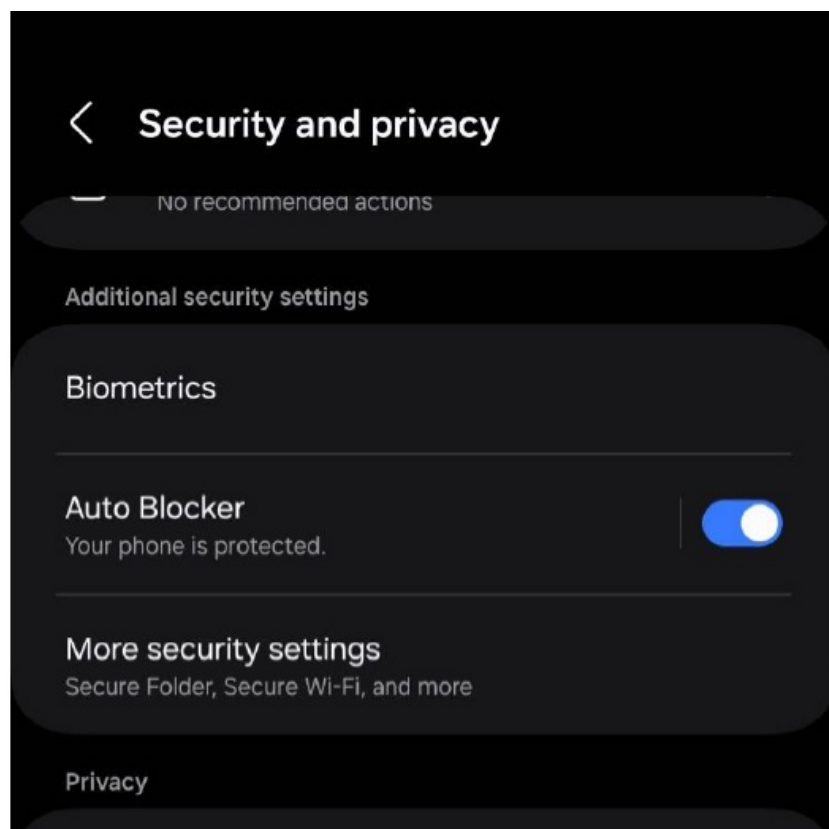 Security and privacy
No recommended actions
Additional security settings
Biometrics
Auto Blocker
Your phone is protected.
More security settings
Secure Folder, Secure Wi-Fi, and more
Privacy